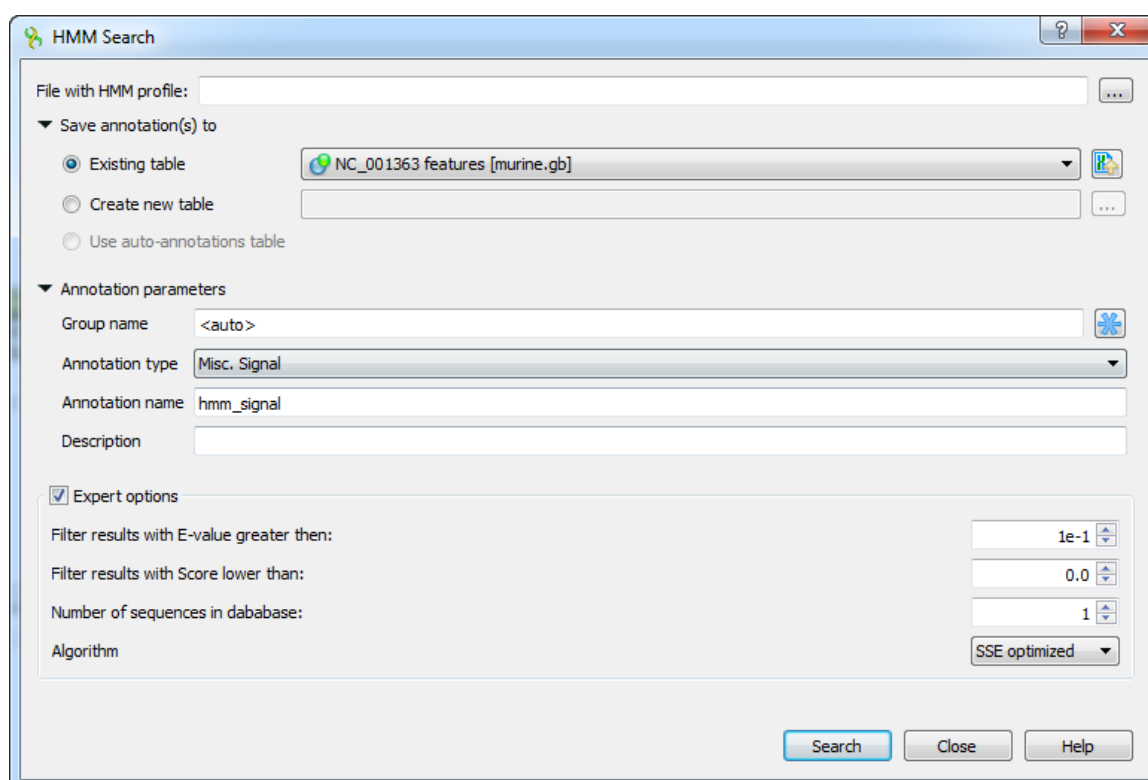 HMM Search
File with HMM profile: ...
Save annotation(s) to
Existing table NC_001363 features [murine.gb]
Create new table ...
Use auto-annotations table
Annotation parameters
Group name <auto>
Annotation type Misc. Signal
Annotation name hmm_signal
Description
Expert options
Filter results with E-value greater then: 1e-1
Filter results with Score lower than: 0.0
Number of sequences in dababase: 1
Algorithm SSE optimized
Search Close Help